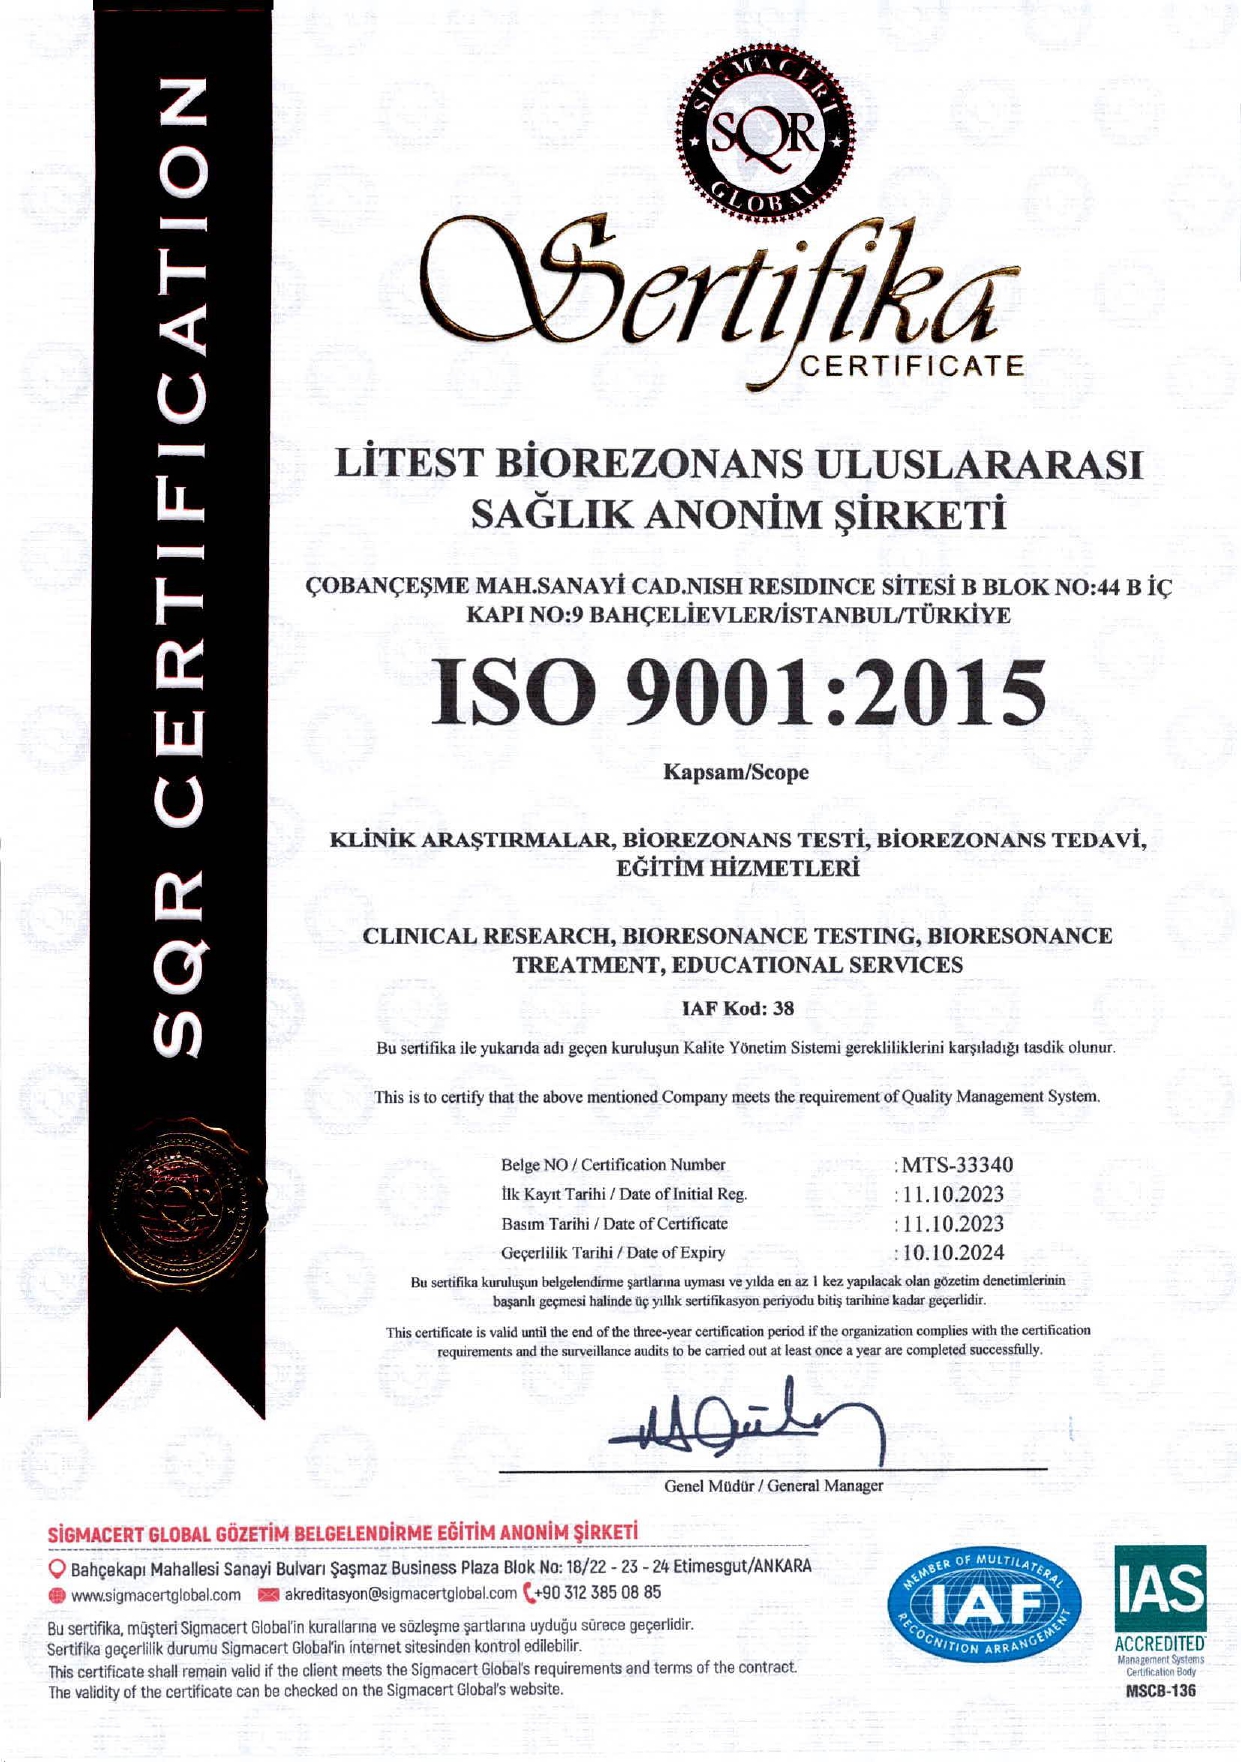 SQR CERTIFICATION
SİGMACERT
SQR
GLOBAL
Sertifika
CERTIFICATE
LİTEST BİOREZONANS ULUSLARARASI
SAĞLIK ANONİM ŞİRKETİ
ÇOBANÇEŞME MAH.SANAYİ CAD.NISH RESIDINCE SİTESİ B BLOK NO:44 B İÇ
KAPI NO:9 BAHÇELİEVLER/İSTANBUL/TÜRKİYE
ISO 9001:2015
Kapsam/Scope
KLİNİK ARAŞTIRMALAR, BİOREZONANS TESTİ, BİOREZONANS TEDAVİ,
EĞİTİM HİZMETLERİ
CLINICAL RESEARCH, BIORESONANCE TESTING, BIORESONANCE
TREATMENT, EDUCATIONAL SERVICES
IAF Kod: 38
Bu sertifika ile yukarıda adı geçen kuruluşun Kalite Yönetim Sistemi gerekliliklerini karşıladığı tasdik olunur.
This is to certify that the above mentioned Company meets the requirement of Quality Management System.
Belge NO / Certification Number : MTS-33340
İlk Kayıt Tarihi / Date of Initial Reg. : 11.10.2023
Basım Tarihi / Date of Certificate : 11.10.2023
Geçerlilik Tarihi / Date of Expiry : 10.10.2024
Bu sertifika kuruluşun belgelendirme şartlarına uyması ve yılda en az 1 kez yapılacak olan gözetim denetimlerinin
başarılı geçmesi halinde üç yıllık sertifikasyon periyodu bitiş tarihine kadar geçerlidir.
This certificate is valid until the end of the three-year certification period if the organization complies with the certification
requirements and the surveillance audits to be carried out at least once a year are completed successfully.
Genel Müdür / General Manager
SİGMACERT GLOBAL GÖZETİM BELGELENDİRME EĞİTİM ANONİM ŞİRKETİ
Bahçekapı Mahallesi Sanayi Bulvarı Şaşmaz Business Plaza Blok No: 18/22 - 23 - 24 Etimesgut/ANKARA
www.sigmacertglobal.com akreditasyon@sigmacertglobal.com +90 312 385 08 85
Bu sertifika, müşteri Sigmacert Global'in kurallarına ve sözleşme şartlarına uyduğu sürece geçerlidir.
Sertifika geçerlilik durumu Sigmacert Global'in internet sitesinden kontrol edilebilir.
This certificate shall remain valid if the client meets the Sigmacert Global's requirements and terms of the contract.
The validity of the certificate can be checked on the Sigmacert Global's website.
MEMBER OF MULTILATERAL
IAF
RECOGNITION ARRANGEMENT
IAS
ACCREDITED
Management Systems
Certification Body
MSCB-136